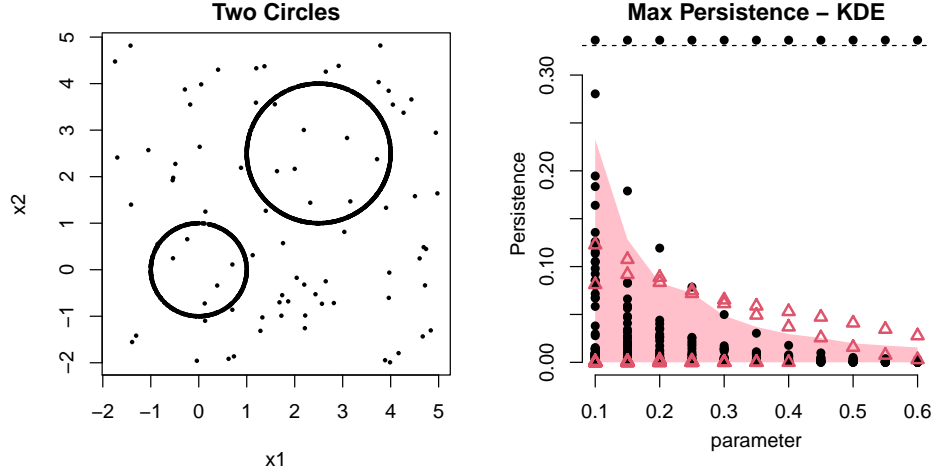 Two Circles
5
4
3
2
1
0
−1
−2
x2
−2 −1 0 1 2 3 4 5
x1
Max Persistence − KDE
0.30
0.20
0.10
0.00
Persistence
0.1 0.2 0.3 0.4 0.5 0.6
parameter